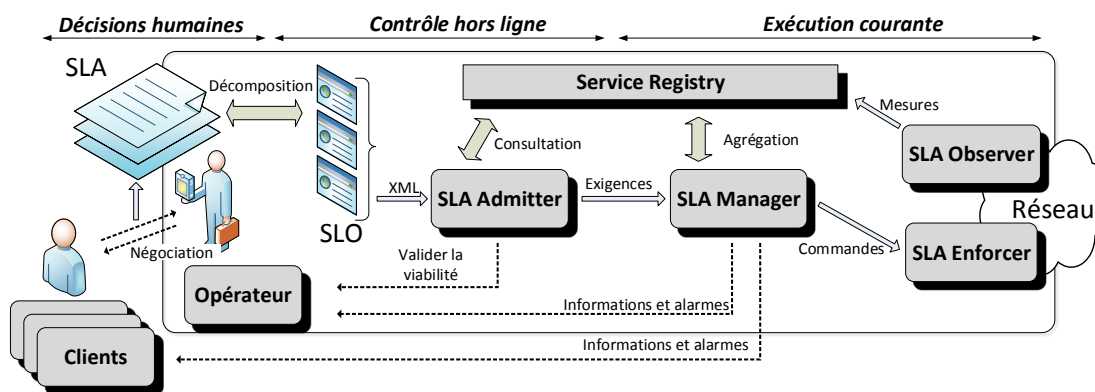 Décisions humaines
Contrôle hors ligne
Exécution courante
SLA
Décomposition
Service Registry
Mesures
Consultation
Agrégation
SLA Observer
XML
SLA Admitter
Exigences
SLA Manager
Réseau
SLO
Négociation
Commandes
SLA Enforcer
Valider la
viabilité
Opérateur
Informations et alarmes
Informations et alarmes
Clients